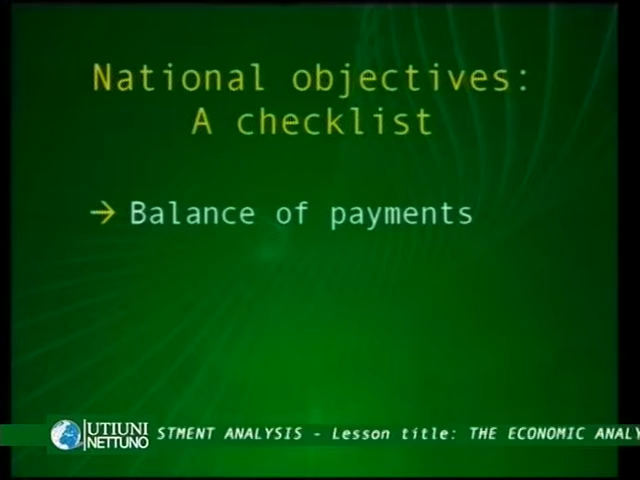 National objectives:
A checklist
→ Balance of payments
UTIUNI
NETTUNO
STMENT ANALYSIS - Lesson title: THE ECONOMIC ANALY